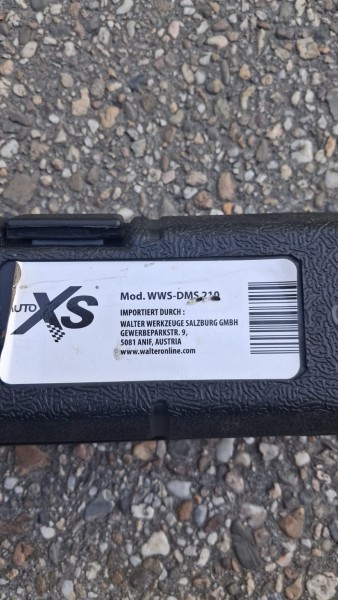 AUTO XS
Mod. WWS-DMS 210
IMPORTIERT DURCH :
WALTER WERKZEUGE SALZBURG GMBH
GEWERBEPARKSTR. 9,
5081 ANIF, AUSTRIA
www.walteronline.com